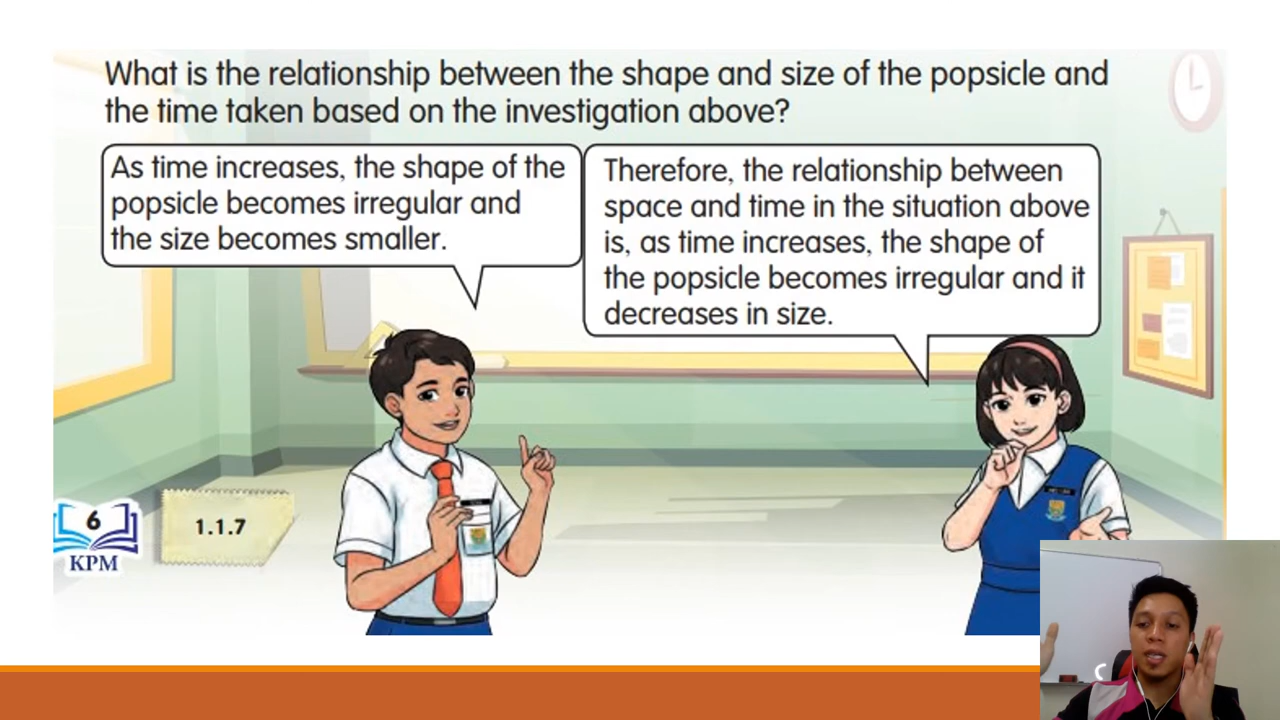 What is the relationship between the shape and size of the popsicle and
the time taken based on the investigation above?
As time increases, the shape of the
popsicle becomes irregular and
the size becomes smaller.
Therefore, the relationship between
space and time in the situation above
is, as time increases, the shape of
the popsicle becomes irregular and it
decreases in size.
6
KPM
1.1.7